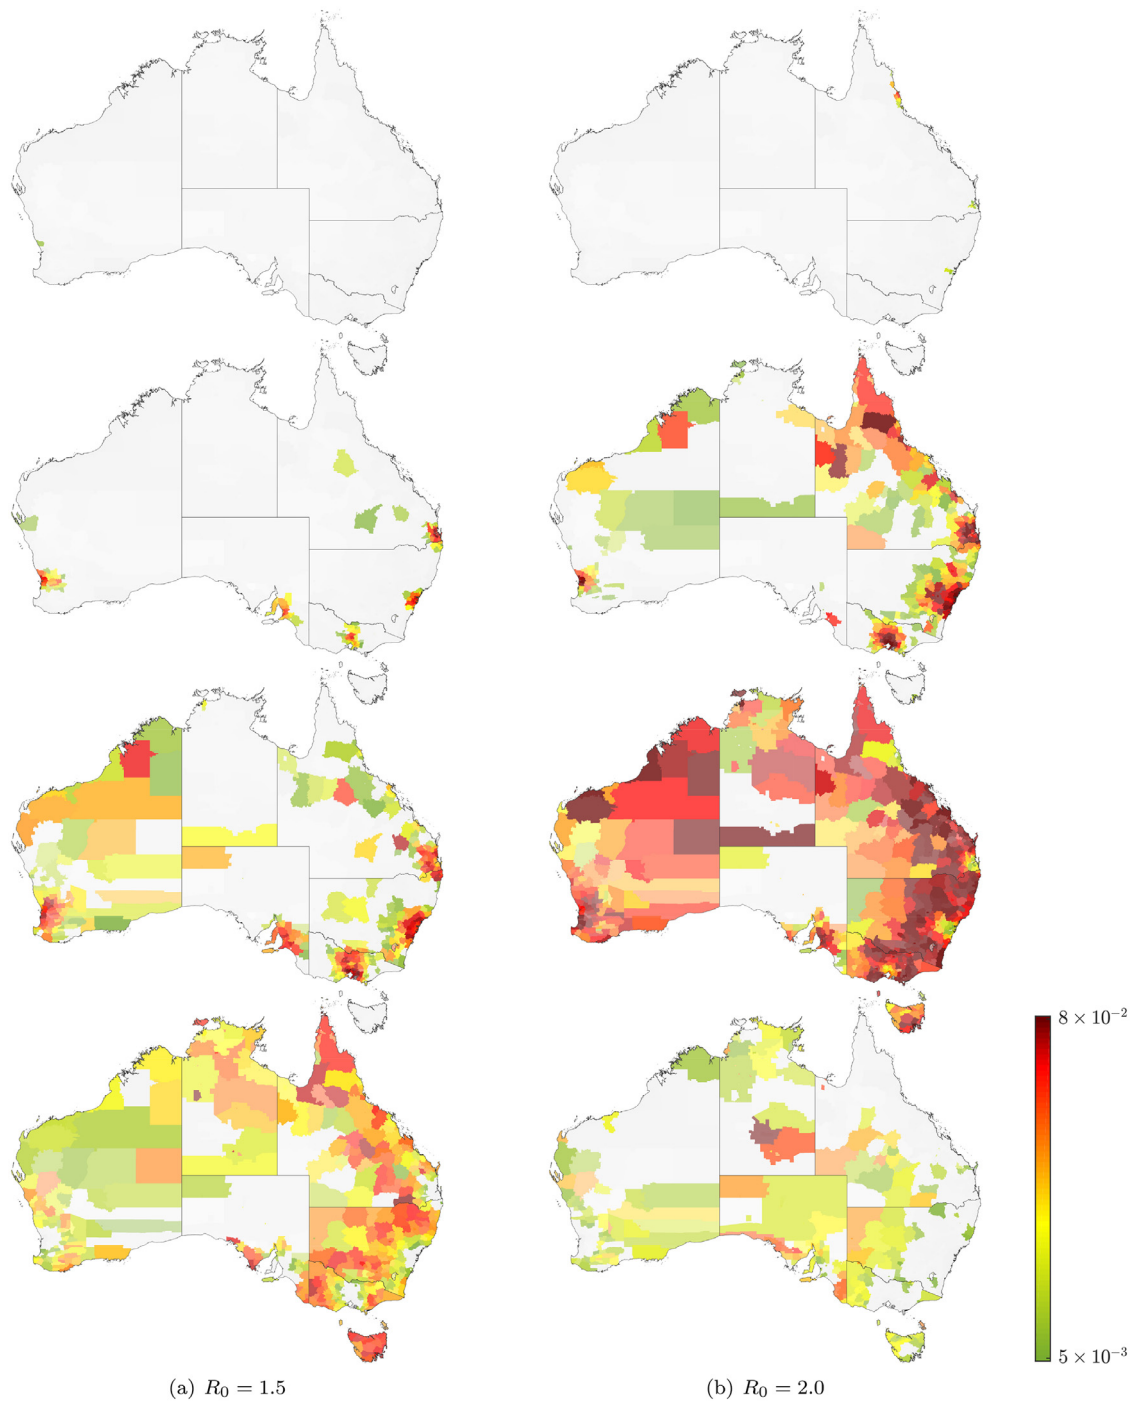 8 × 10⁻²
5 × 10⁻³
(a) R₀ = 1.5
(b) R₀ = 2.0